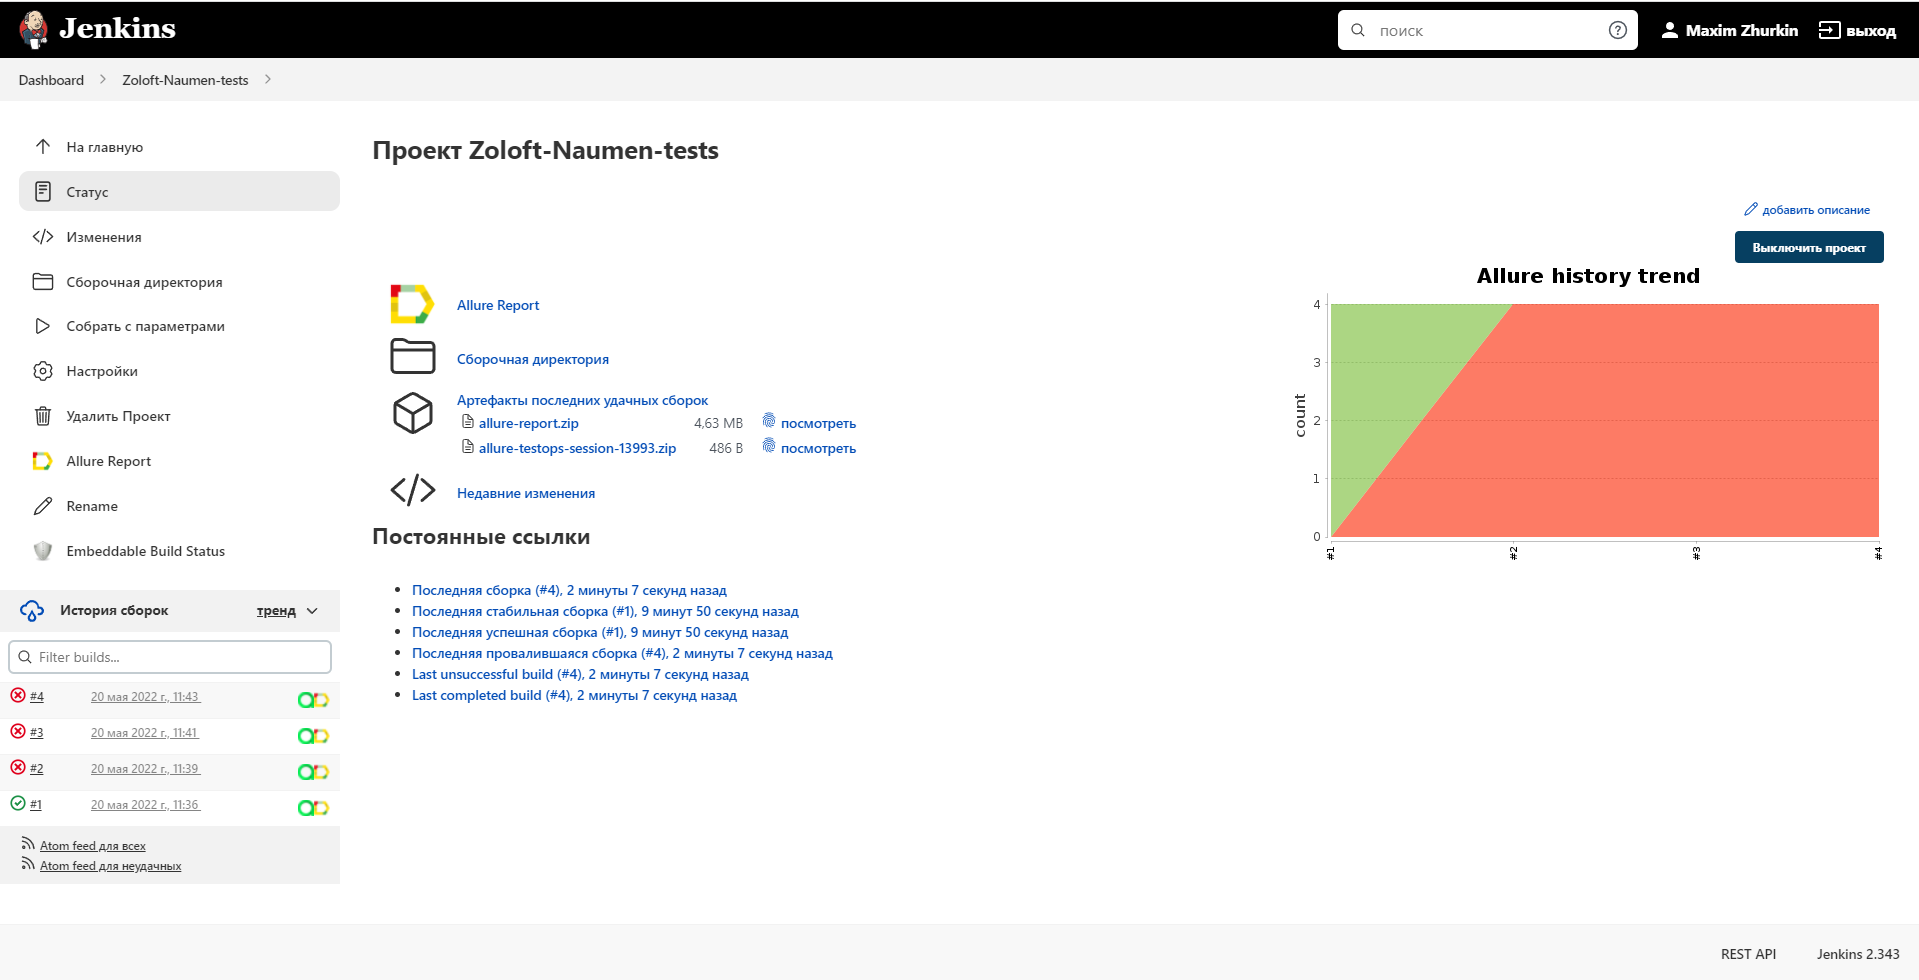 Jenkins
поиск
Maxim Zhurkin
выход
Dashboard
Zoloft-Naumen-tests
На главную
Статус
Изменения
Сборочная директория
Собрать с параметрами
Настройки
Удалить Проект
Allure Report
Rename
Embeddable Build Status
История сборок
тренд
Filter builds...
#4 20 мая 2022 г., 11:43
#3 20 мая 2022 г., 11:41
#2 20 мая 2022 г., 11:39
#1 20 мая 2022 г., 11:36
Atom feed для всех
Atom feed для неудачных
Проект Zoloft-Naumen-tests
добавить описание
Выключить проект
Allure Report
Сборочная директория
Артефакты последних удачных сборок
allure-report.zip 4,63 MB посмотреть
allure-testops-session-13993.zip 486 B посмотреть
Недавние изменения
Постоянные ссылки
Последняя сборка (#4), 2 минуты 7 секунд назад
Последняя стабильная сборка (#1), 9 минут 50 секунд назад
Последняя успешная сборка (#1), 9 минут 50 секунд назад
Последняя провалившаяся сборка (#4), 2 минуты 7 секунд назад
Last unsuccessful build (#4), 2 минуты 7 секунд назад
Last completed build (#4), 2 минуты 7 секунд назад
Allure history trend
count
4
3
2
1
0
#1
#2
#3
#4
REST API
Jenkins 2.343